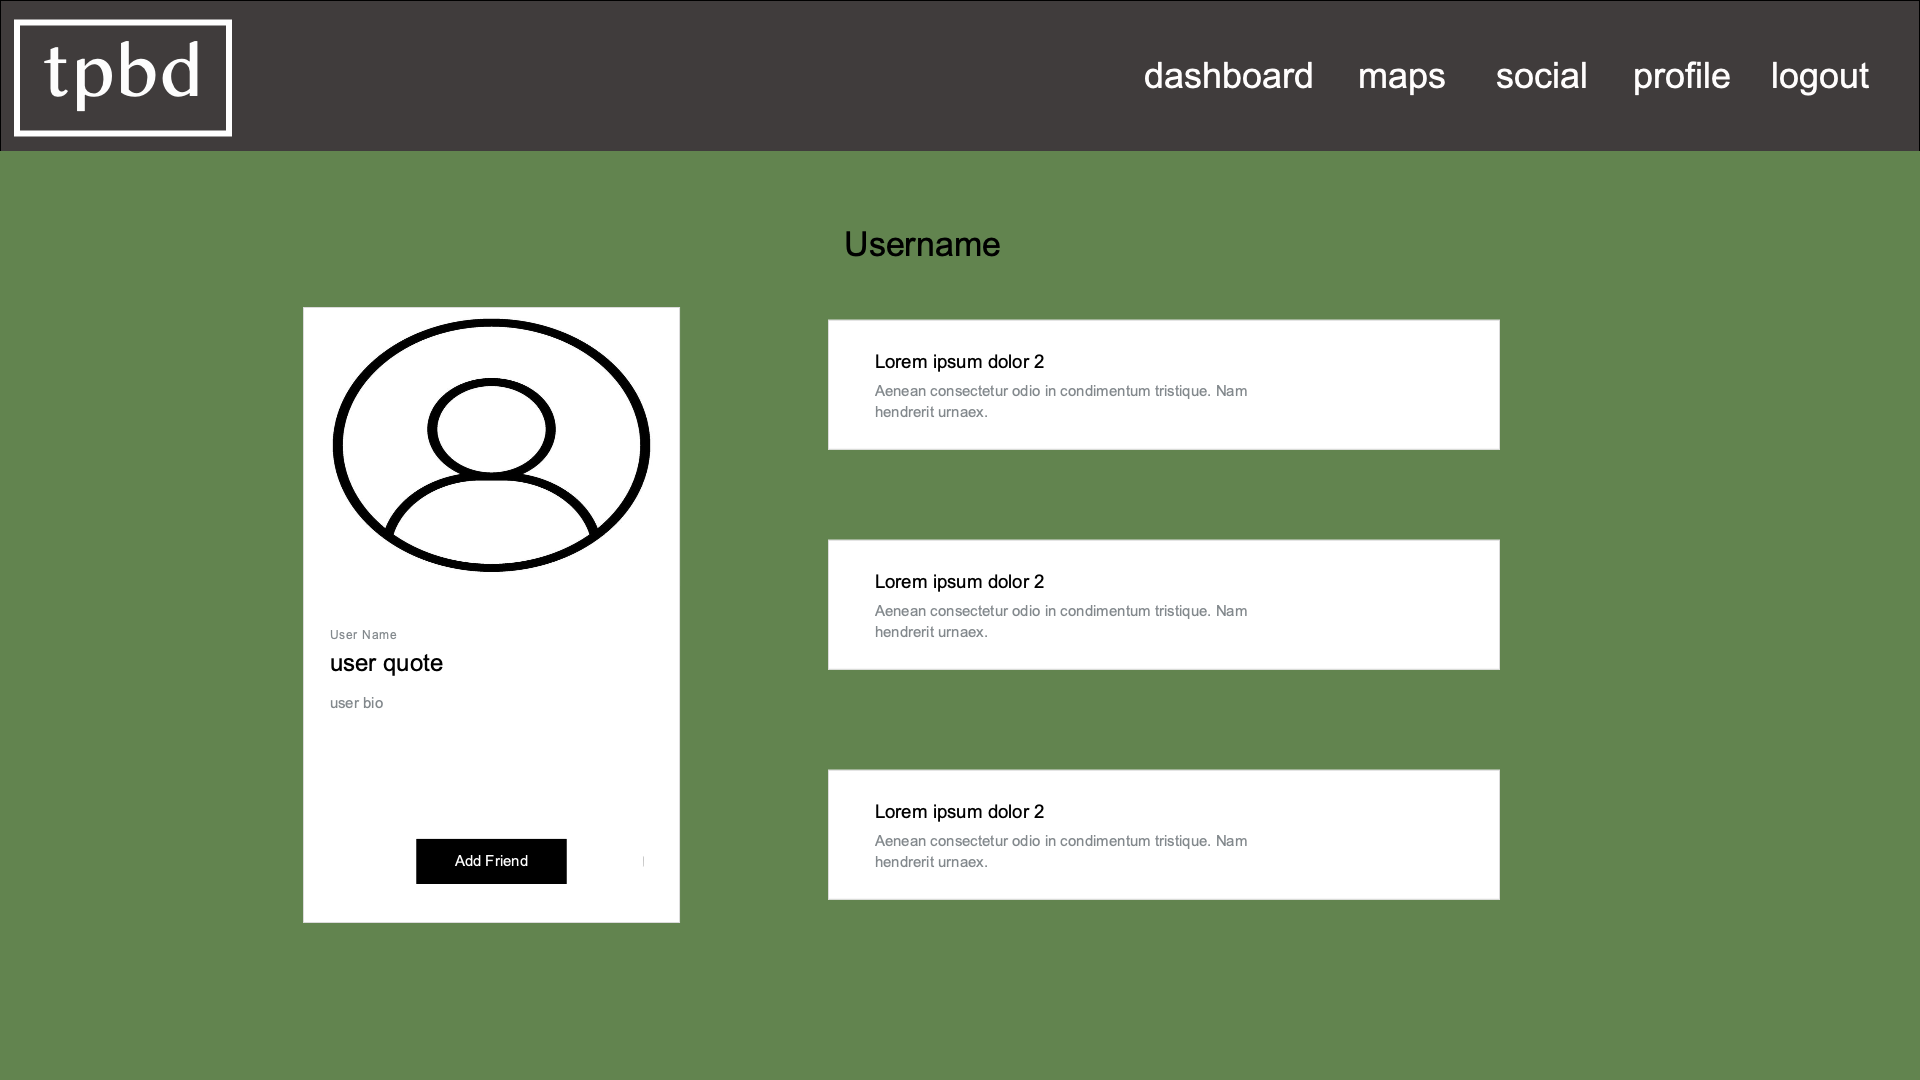 tpbd
dashboard maps social profile logout
Username
User Name
user quote
user bio
Add Friend
Lorem ipsum dolor 2
Aenean consectetur odio in condimentum tristique. Nam
hendrerit urnaex.
Lorem ipsum dolor 2
Aenean consectetur odio in condimentum tristique. Nam
hendrerit urnaex.
Lorem ipsum dolor 2
Aenean consectetur odio in condimentum tristique. Nam
hendrerit urnaex.